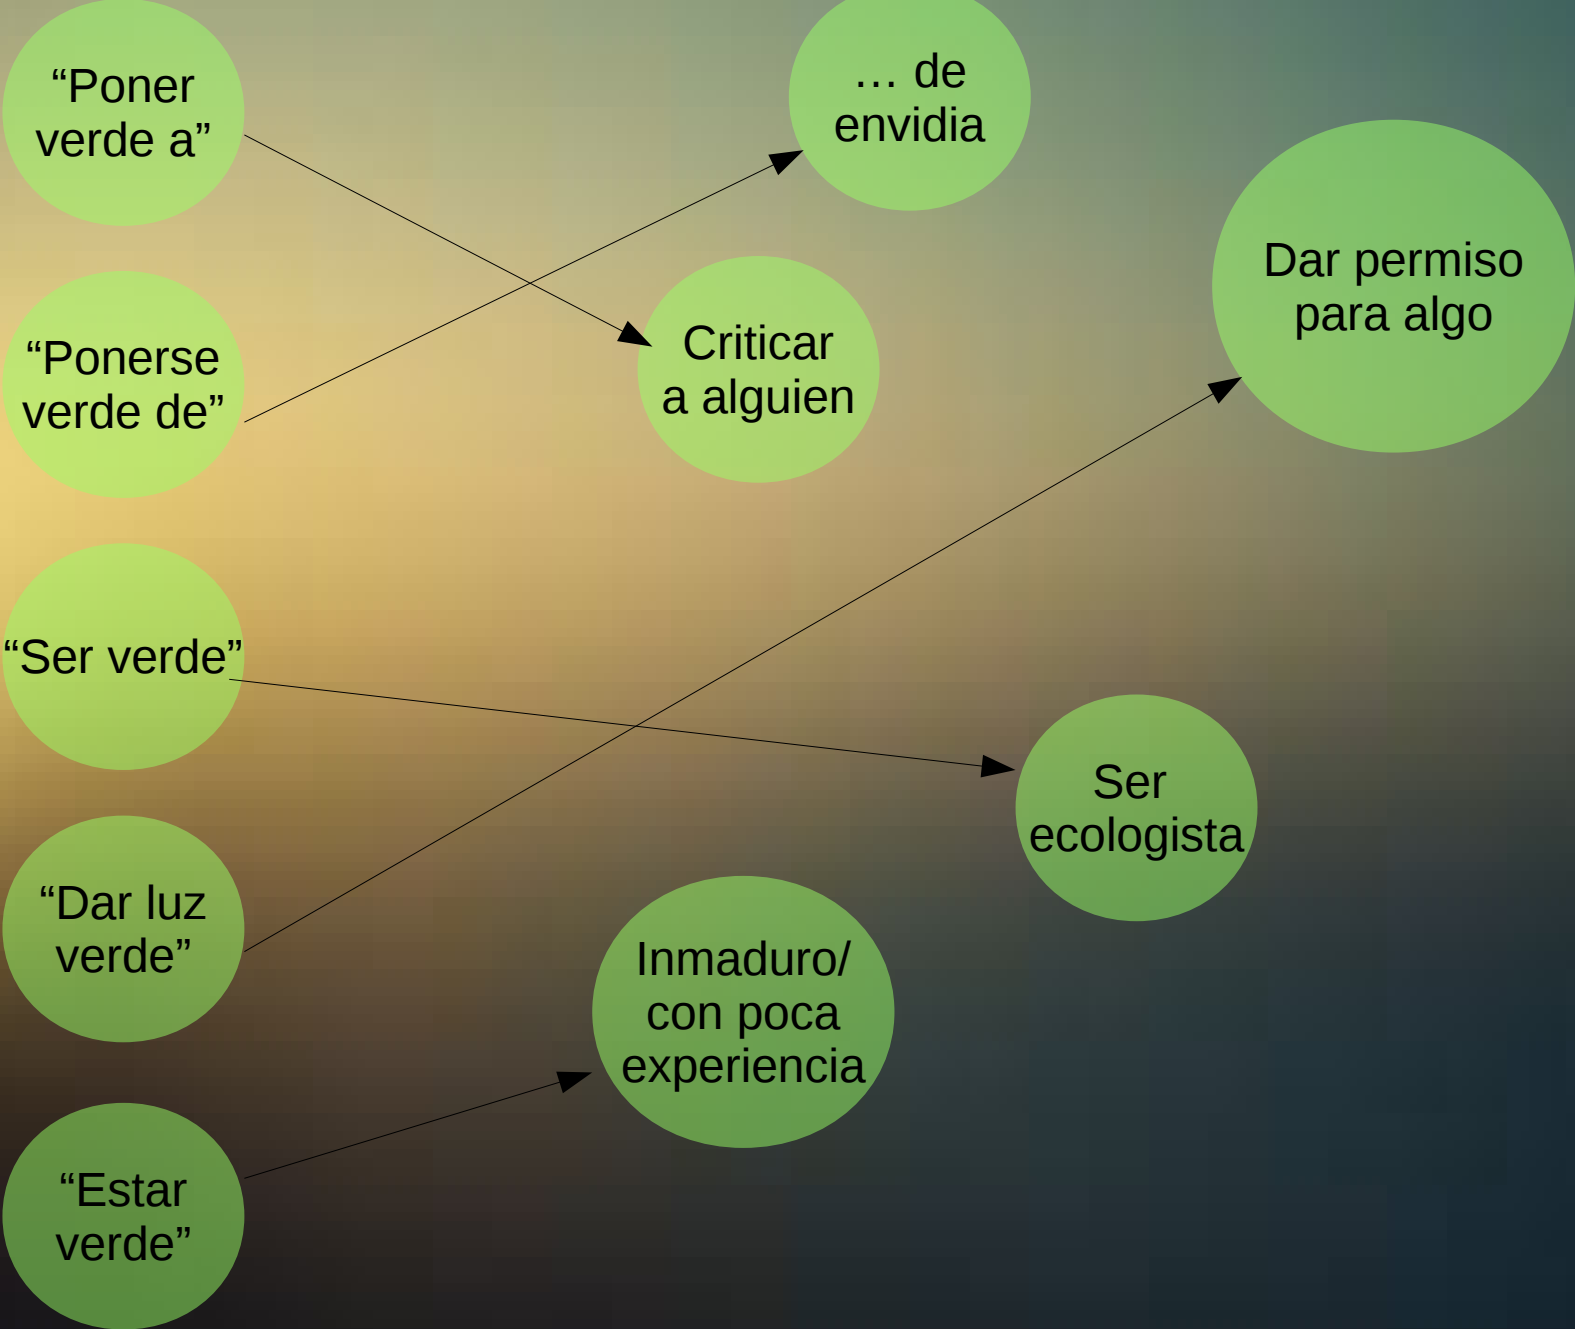 “Poner
verde a”
… de
envidia
Dar permiso
para algo
“Ponerse
verde de”
Criticar
a alguien
“Ser verde”
Ser
ecologista
“Dar luz
verde”
Inmaduro/
con poca
experiencia
“Estar
verde”